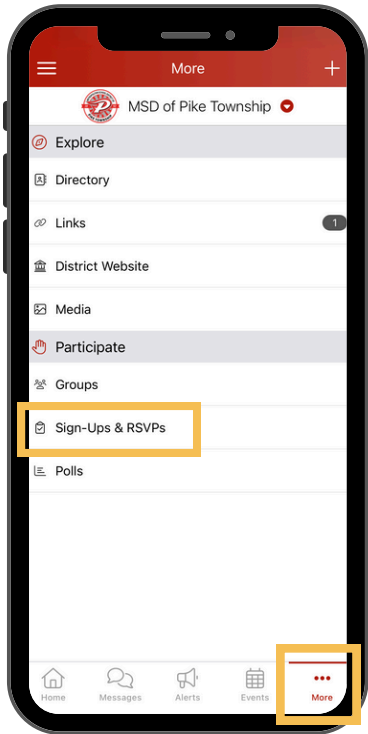 More
MSD of Pike Township
Explore
Directory
Links
1
District Website
Media
Participate
Groups
Sign-Ups & RSVPs
Polls
Home
Messages
Alerts
Events
More